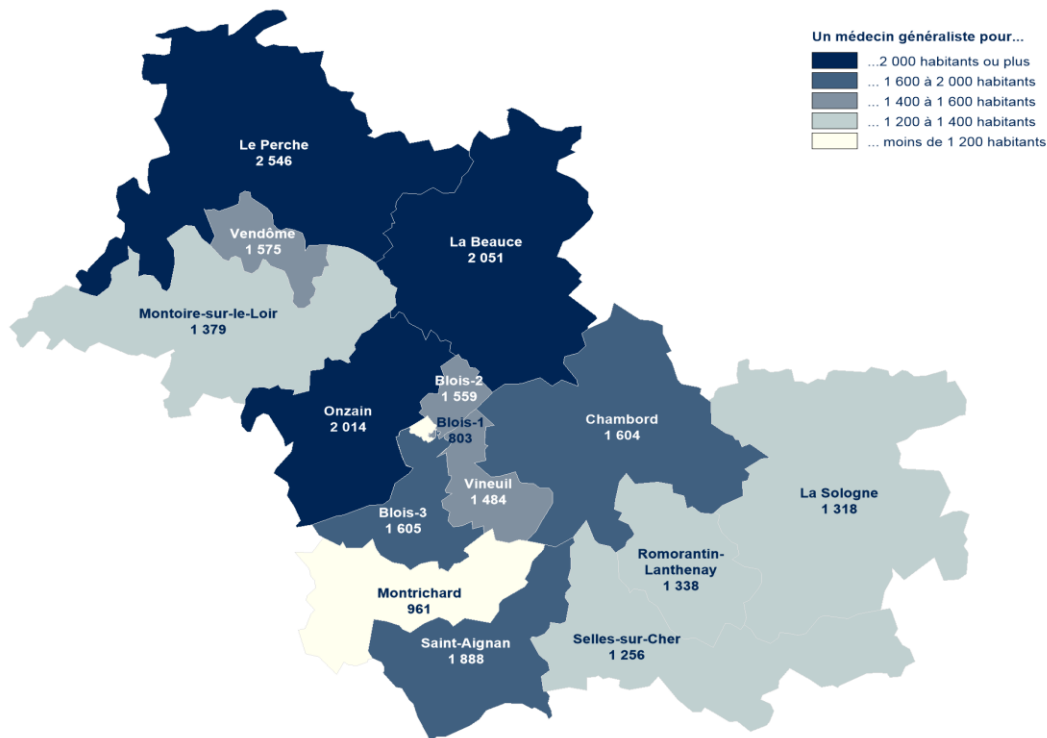 Un médecin généraliste pour...
...2 000 habitants ou plus
... 1 600 à 2 000 habitants
... 1 400 à 1 600 habitants
... 1 200 à 1 400 habitants
... moins de 1 200 habitants
Le Perche
2 546
Vendôme
1 575
La Beauce
2 051
Montoire-sur-le-Loir
1 379
Blois-2
1 559
Onzain
2 014
Blois-1
803
Chambord
1 604
Vineuil
1 484
La Sologne
1 318
Blois-3
1 605
Romorantin-
Lanthenay
1 338
Montrichard
961
Saint-Aignan
1 888
Selles-sur-Cher
1 256